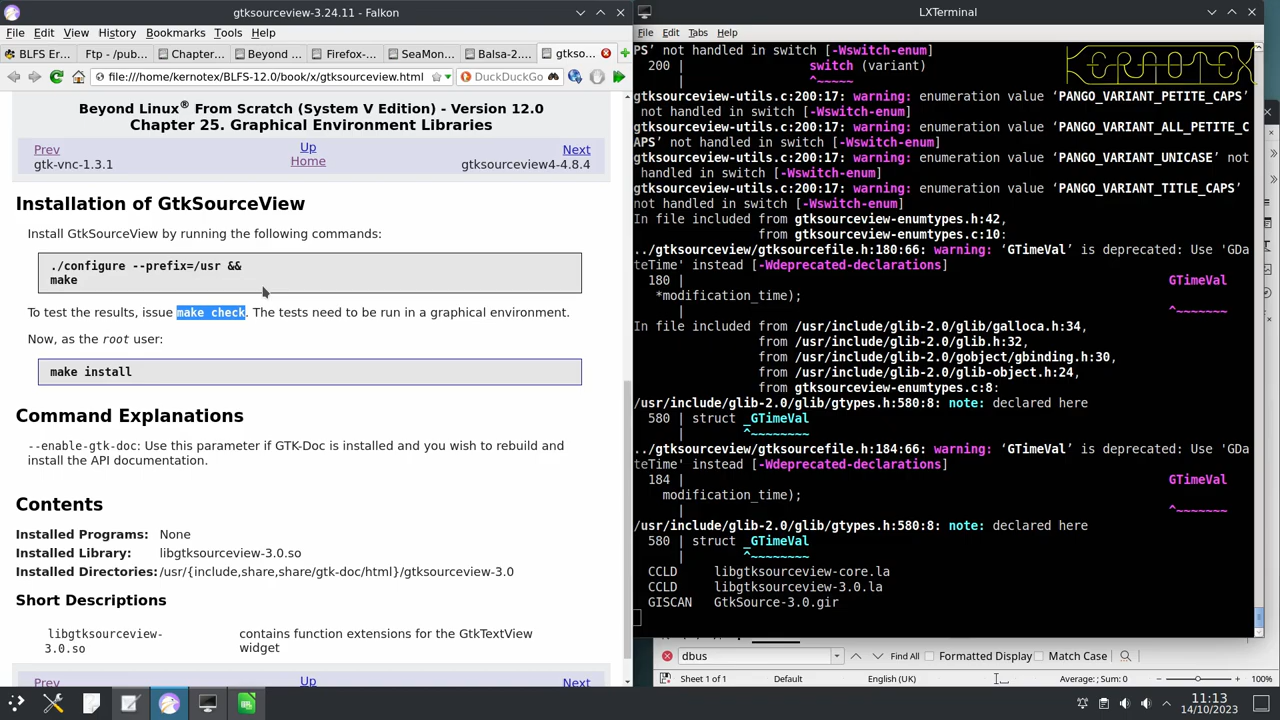 gtksourceview-3.24.11 - Falkon
File Edit View History Bookmarks Tools Help
BLFS Er... Ftp - /pub... Chapter... Beyond ... Firefox-... SeaMon... Balsa-2.... gtkso...
file:///home/kernotex/BLFS-12.0/book/x/gtksourceview.html DuckDuckGo
Beyond Linux® From Scratch (System V Edition) - Version 12.0
Chapter 25. Graphical Environment Libraries
Prev Up Next
gtk-vnc-1.3.1 Home gtksourceview4-4.8.4
Installation of GtkSourceView
Install GtkSourceView by running the following commands:
./configure --prefix=/usr &&
make
To test the results, issue make check. The tests need to be run in a graphical environment.
Now, as the root user:
make install
Command Explanations
--enable-gtk-doc: Use this parameter if GTK-Doc is installed and you wish to rebuild and
install the API documentation.
Contents
Installed Programs: None
Installed Library: libgtksourceview-3.0.so
Installed Directories: /usr/{include,share,share/gtk-doc/html}/gtksourceview-3.0
Short Descriptions
libgtksourceview- contains function extensions for the GtkTextView
3.0.so widget
Prev Up Next
LXTerminal
File Edit Tabs Help
KERNOTEX
PS’ not handled in switch [-Wswitch-enum]
200 | switch (variant)
| ^~~~~~
gtksourceview-utils.c:200:17: warning: enumeration value ‘PANGO_VARIANT_PETITE_CAPS’
not handled in switch [-Wswitch-enum]
gtksourceview-utils.c:200:17: warning: enumeration value ‘PANGO_VARIANT_ALL_PETITE_C
APS’ not handled in switch [-Wswitch-enum]
gtksourceview-utils.c:200:17: warning: enumeration value ‘PANGO_VARIANT_UNICASE’ not
handled in switch [-Wswitch-enum]
gtksourceview-utils.c:200:17: warning: enumeration value ‘PANGO_VARIANT_TITLE_CAPS’
not handled in switch [-Wswitch-enum]
In file included from gtksourceview-enumtypes.h:42,
from gtksourceview-enumtypes.c:10:
../gtksourceview/gtksourcefile.h:180:66: warning: ‘GTimeVal’ is deprecated: Use 'GDa
teTime' instead [-Wdeprecated-declarations]
180 | GTimeVal
*modification_time);
| ^~~~~~~~
In file included from /usr/include/glib-2.0/glib/galloca.h:34,
from /usr/include/glib-2.0/glib.h:32,
from /usr/include/glib-2.0/gobject/gbinding.h:30,
from /usr/include/glib-2.0/glib-object.h:24,
from gtksourceview-enumtypes.c:8:
/usr/include/glib-2.0/glib/gtypes.h:580:8: note: declared here
580 | struct _GTimeVal
| ^~~~~~~~~
../gtksourceview/gtksourcefile.h:184:66: warning: ‘GTimeVal’ is deprecated: Use 'GDa
teTime' instead [-Wdeprecated-declarations]
184 | GTimeVal
modification_time);
| ^~~~~~~~
/usr/include/glib-2.0/glib/gtypes.h:580:8: note: declared here
580 | struct _GTimeVal
| ^~~~~~~~~
CCLD libgtksourceview-core.la
CCLD libgtksourceview-3.0.la
GISCAN GtkSource-3.0.gir
dbus Find All Formatted Display Match Case
Sheet 1 of 1 Default English (UK) Average: ; Sum: 0 100%
11:13
14/10/2023